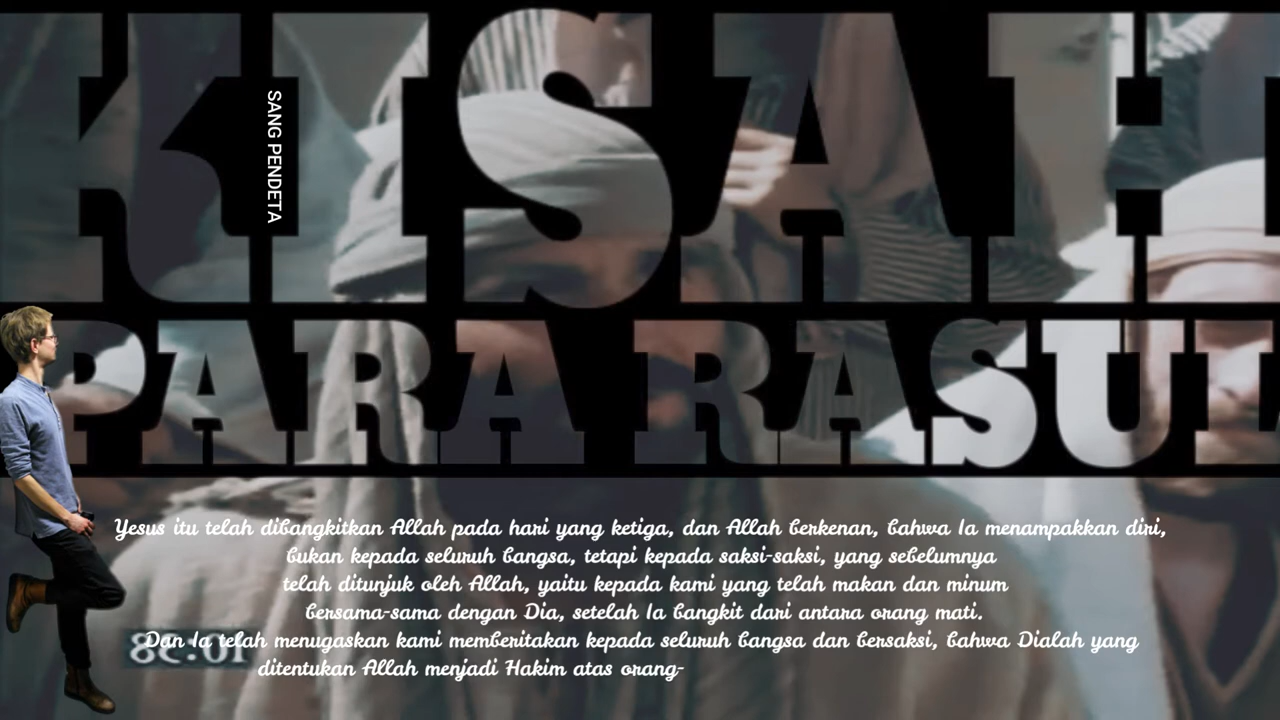 KISAH
SANG PENDETA
PARA RASUL
Yesus itu telah dibangkitkan Allah pada hari yang ketiga, dan Allah berkenan, bahwa Ia menampakkan diri,
bukan kepada seluruh bangsa, tetapi kepada saksi-saksi, yang sebelumnya
telah ditunjuk oleh Allah, yaitu kepada kami yang telah makan dan minum
bersama-sama dengan Dia, setelah Ia bangkit dari antara orang mati.
Dan Ia telah menugaskan kami memberitakan kepada seluruh bangsa dan bersaksi, bahwa Dialah yang
ditentukan Allah menjadi Hakim atas orang-